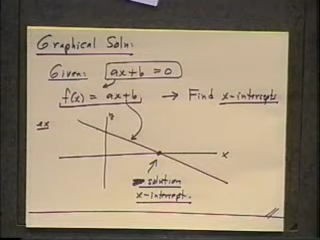 Graphical Soln:
Given: ax+b = 0
f(x) = ax+b → Find x-intercepts
ex
y
x
solution
x-intercept.